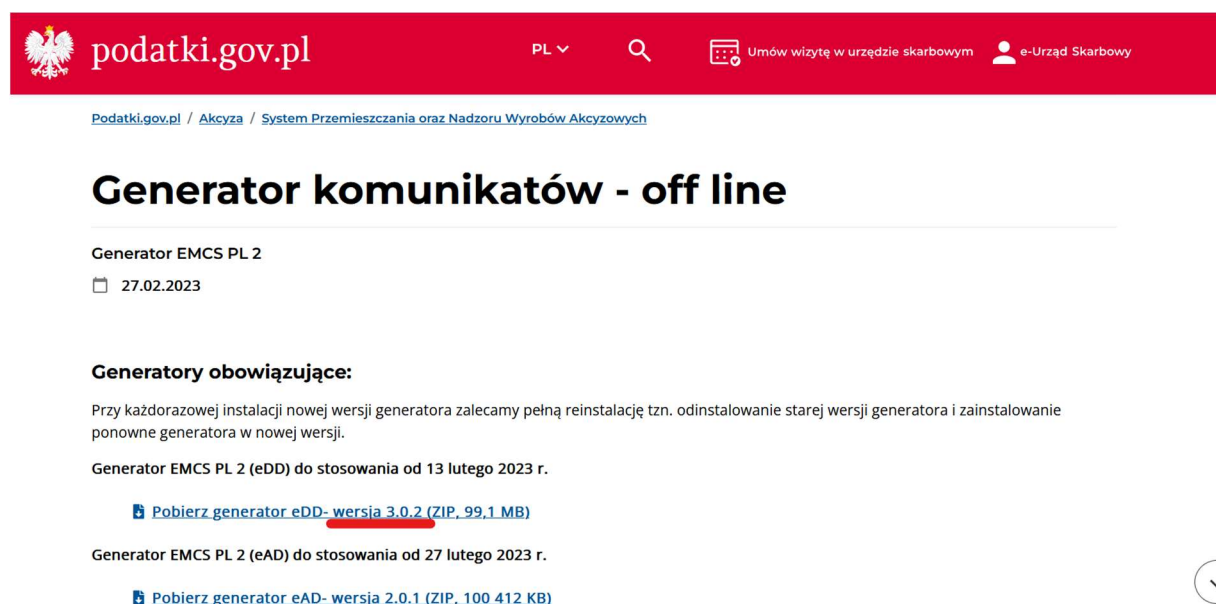 podatki.gov.pl
PL
Umów wizytę w urzędzie skarbowym
e-Urząd Skarbowy
Podatki.gov.pl / Akcyza / System Przemieszczania oraz Nadzoru Wyrobów Akcyzowych
Generator komunikatów - off line
Generator EMCS PL 2
27.02.2023
Generatory obowiązujące:
Przy każdorazowej instalacji nowej wersji generatora zalecamy pełną reinstalację tzn. odinstalowanie starej wersji generatora i zainstalowanie
ponowne generatora w nowej wersji.
Generator EMCS PL 2 (eDD) do stosowania od 13 lutego 2023 r.
Pobierz generator eDD- wersja 3.0.2 (ZIP, 99,1 MB)
Generator EMCS PL 2 (eAD) do stosowania od 27 lutego 2023 r.
Pobierz generator eAD- wersja 2.0.1 (ZIP, 100 412 KB)